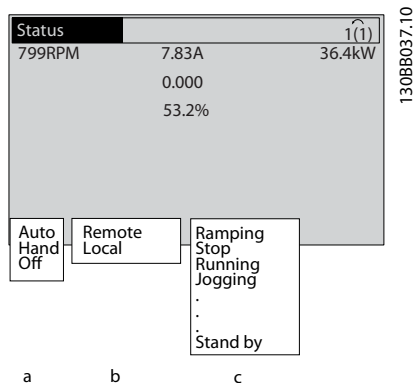 Status 1(1)
799RPM 7.83A 36.4kW
0.000
53.2%
Auto
Hand
Off
Remote
Local
Ramping
Stop
Running
Jogging
.
.
.
Stand by
a b c
130BB037.10